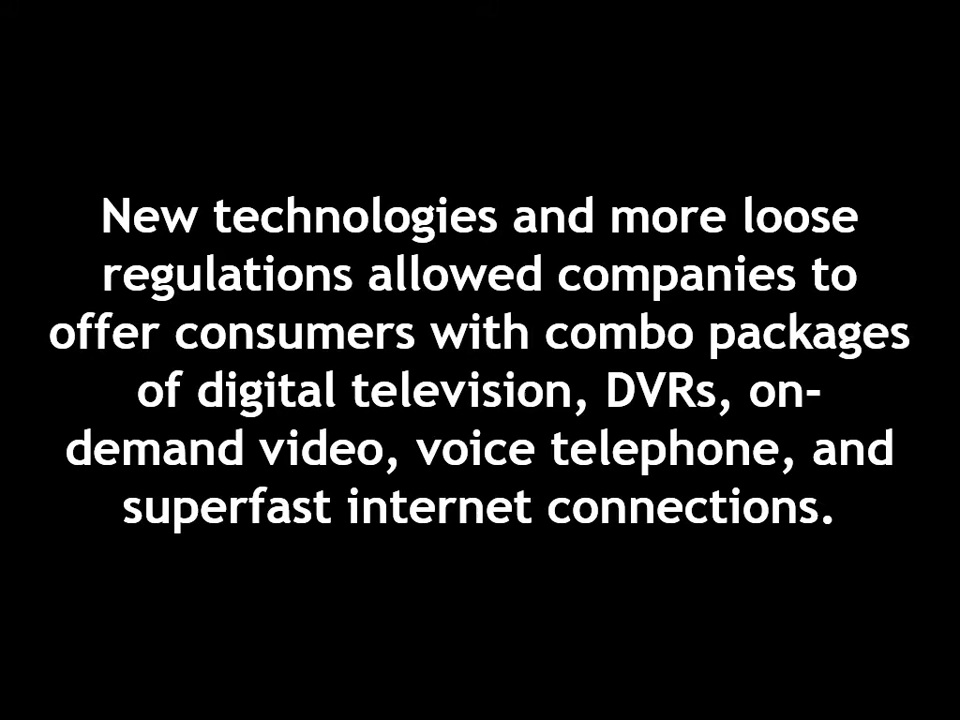 New technologies and more loose
regulations allowed companies to
offer consumers with combo packages
of digital television, DVRs, on-
demand video, voice telephone, and
superfast internet connections.